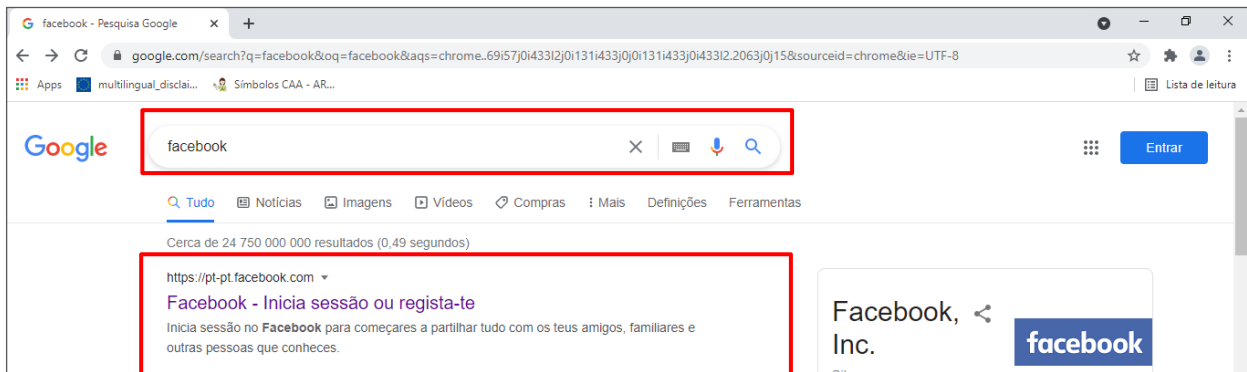 facebook - Pesquisa Google
google.com/search?q=facebook&oq=facebook&aqs=chrome..69i57j0i433l2j0i131i433j0j0i131i433j0i433l2.2063j0j15&sourceid=chrome&ie=UTF-8
Apps multilingual_disclai... Símbolos CAA - AR... Lista de leitura
Google facebook Entrar
Tudo Notícias Imagens Vídeos Compras Mais Definições Ferramentas
Cerca de 24 750 000 000 resultados (0,49 segundos)
https://pt-pt.facebook.com
Facebook - Inicia sessão ou regista-te
Inicia sessão no Facebook para começares a partilhar tudo com os teus amigos, familiares e
outras pessoas que conheces.
Facebook,
Inc.
facebook